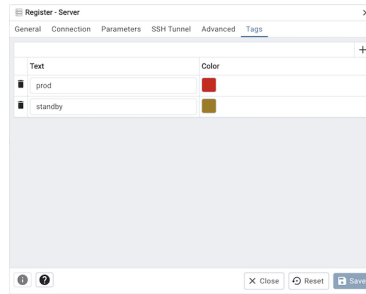 Register - Server
General Connection Parameters SSH Tunnel Advanced Tags
Text Color
prod
standby
Close Reset Save